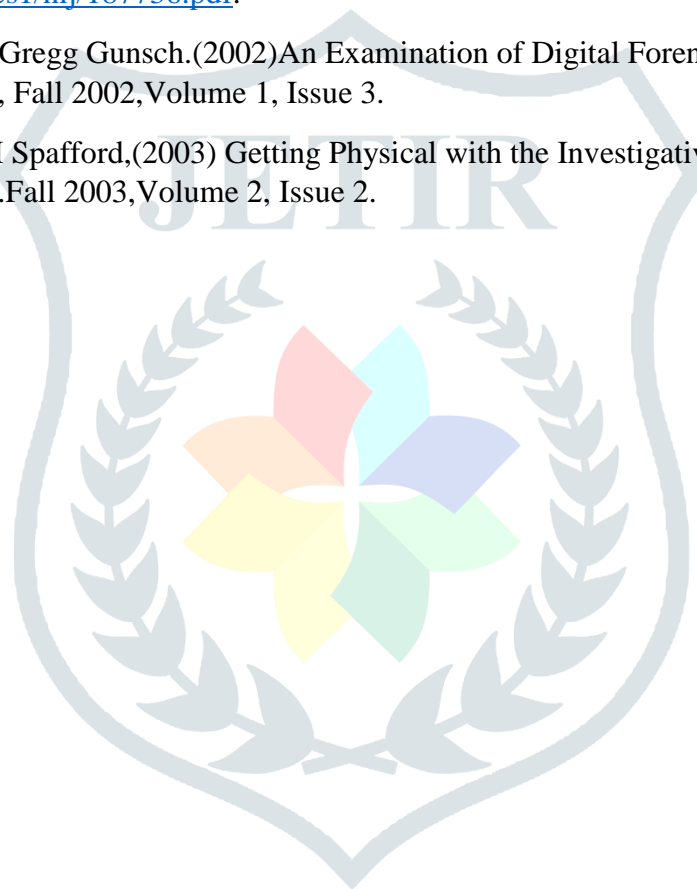 Gregg Gunsch.(2002)An Examination of Digital Foren
, Fall 2002,Volume 1, Issue 3.
Spafford,(2003) Getting Physical with the Investigativ
.Fall 2003,Volume 2, Issue 2.
JETIR